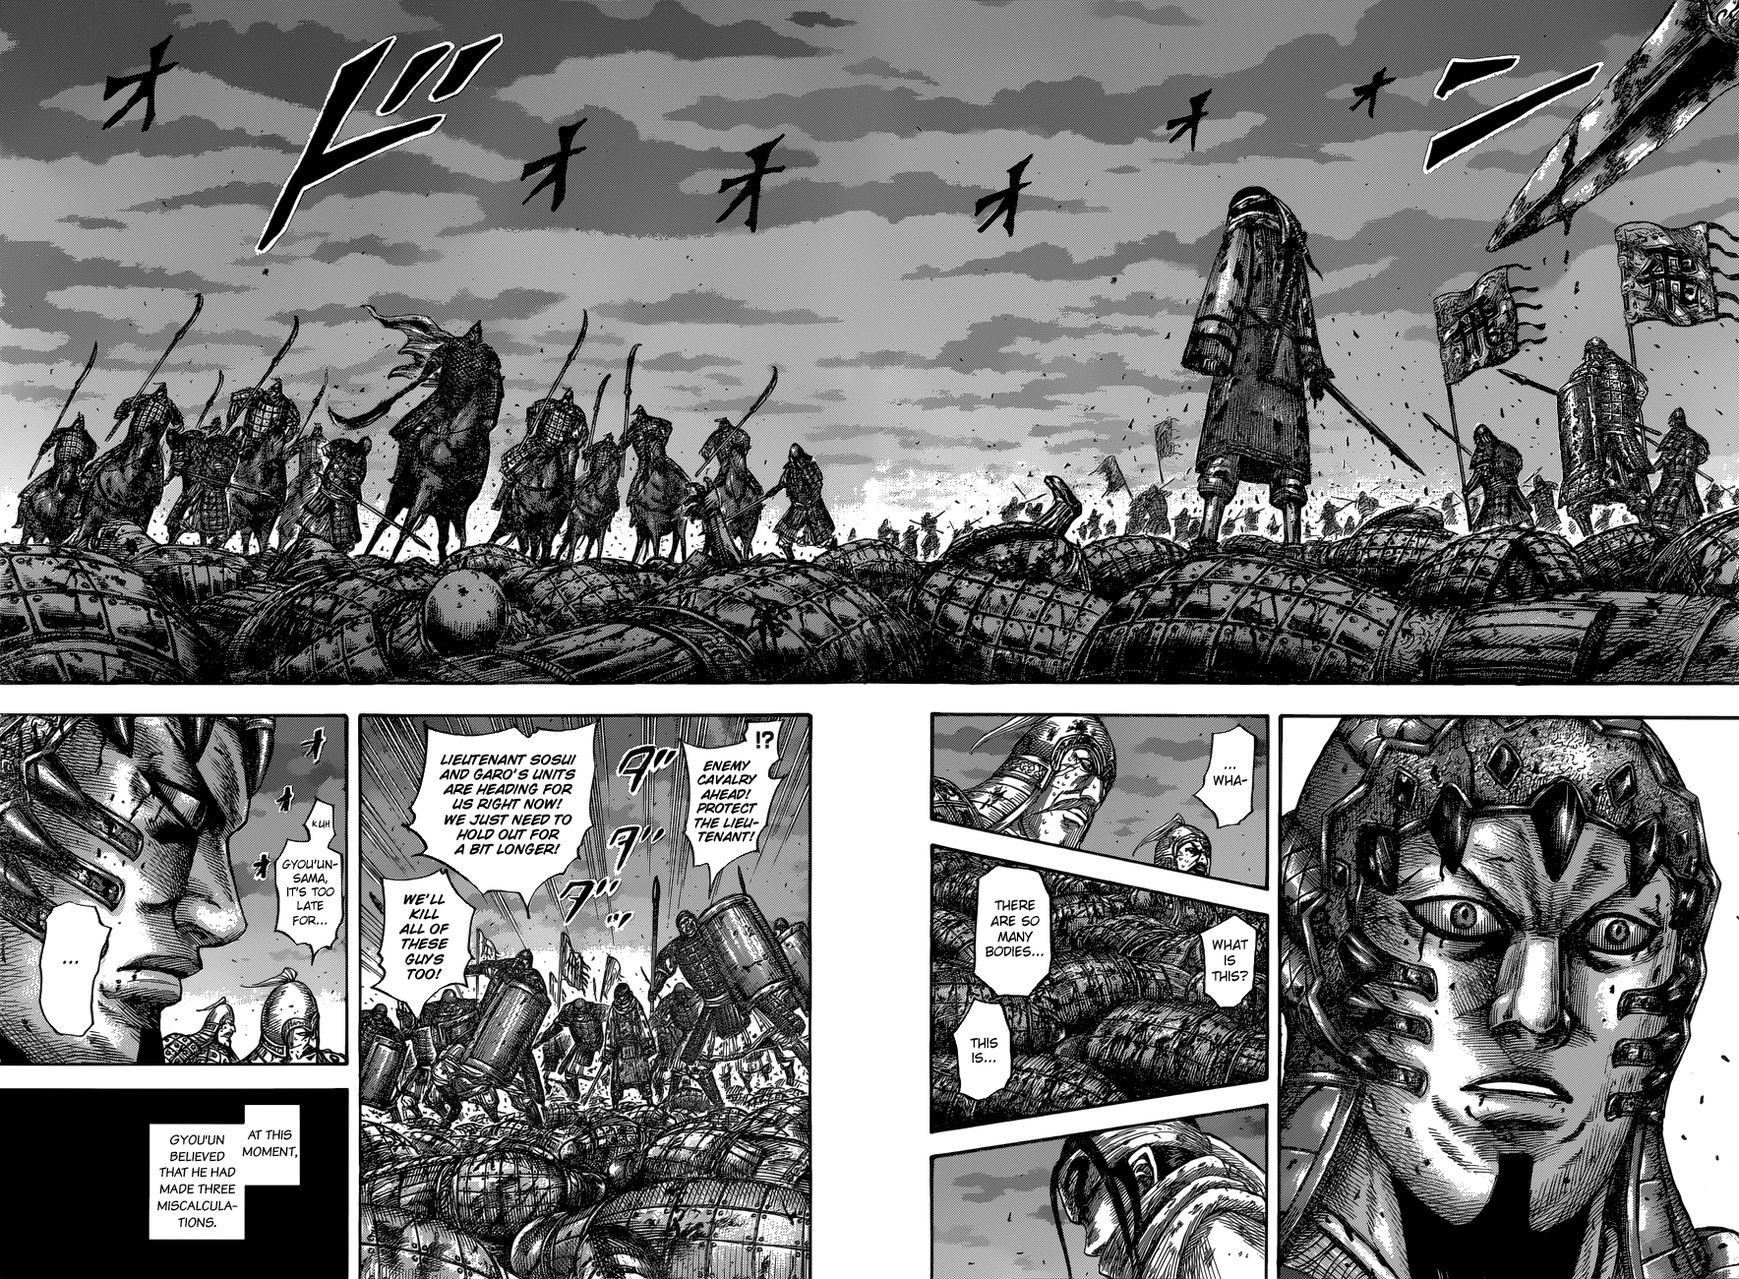 ドオオオオオオン
飛
飛
...
WHA-
WHAT
IS
THIS?
THERE
ARE SO
MANY
BODIES...
THIS
IS...
!?
ENEMY
CAVALRY
AHEAD!
PROTECT
THE LIEU-
TENANT!
LIEUTENANT SOSUI
AND GARO'S UNITS
ARE HEADING FOR
US RIGHT NOW!
WE JUST NEED TO
HOLD OUT FOR
A BIT LONGER!
WE'LL
KILL
ALL OF
THESE
GUYS
TOO!
ダ
ダ
ダッ
オ
オ
オ
KUH
GYOU'UN-
SAMA,
IT'S TOO
LATE
FOR...
...
AT THIS
MOMENT,
GYOU'UN
BELIEVED
THAT HE HAD
MADE THREE
MISCALCULA-
TIONS.